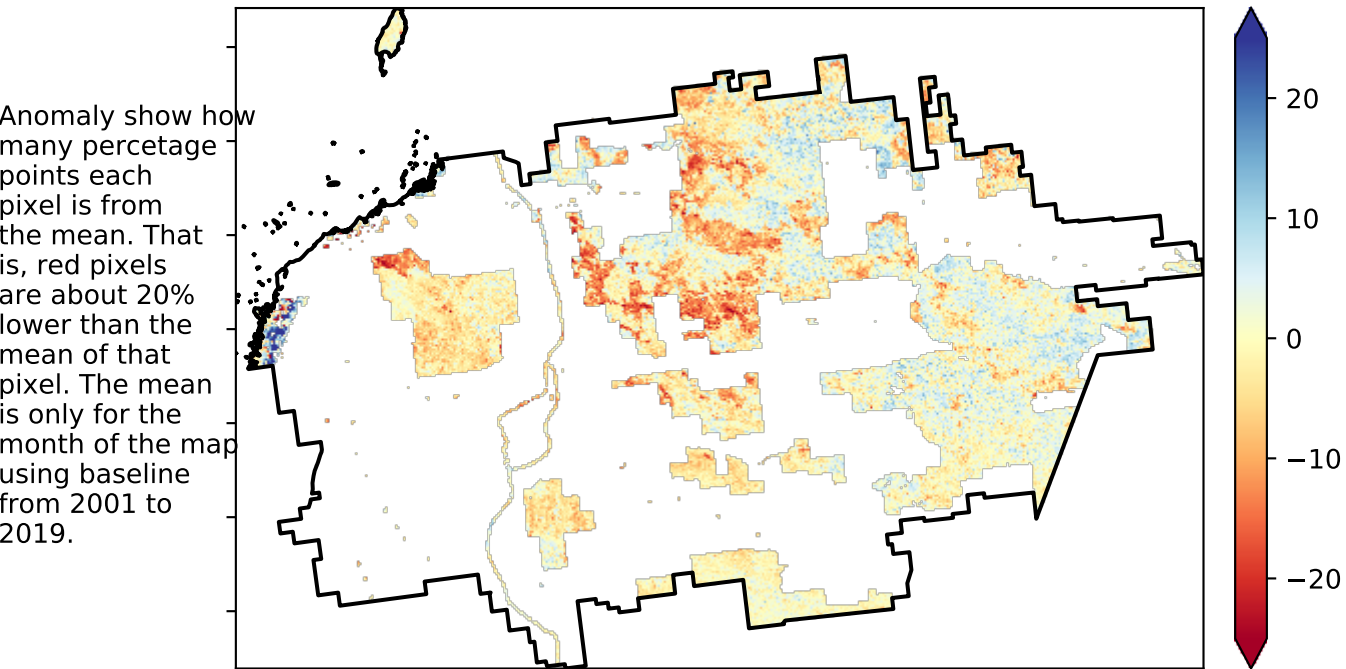 Anomaly show how
many percetage
points each
pixel is from
the mean. That
is, red pixels
are about 20%
lower than the
mean of that
pixel. The mean
is only for the
month of the map
using baseline
from 2001 to
2019.
20
10
0
−10
−20